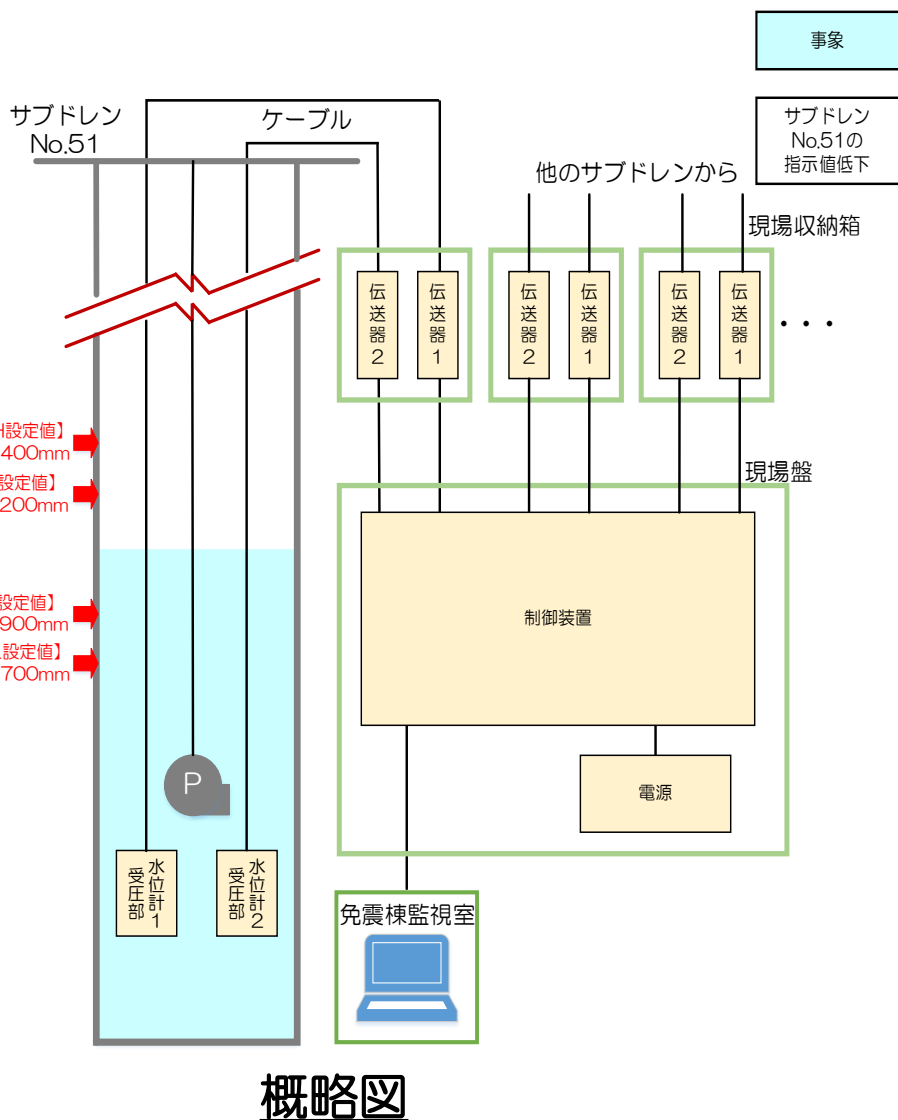 事象
サブドレン
No.51の
指示値低下
サブドレン
No.51
ケーブル
他のサブドレンから
現場収納箱
伝送器2
伝送器1
伝送器2
伝送器1
伝送器2
伝送器1
・・・
H設定値】
400mm
設定値】
200mm
設定値】
900mm
設定値】
700mm
現場盤
制御装置
電源
P
水位計1
受圧部
水位計2
受圧部
免震棟監視室
概略図